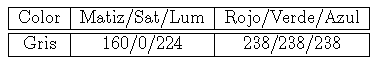 Color Matiz/Sat/Lum Rojo/Verde/Azul
Gris 160/0/224 238/238/238